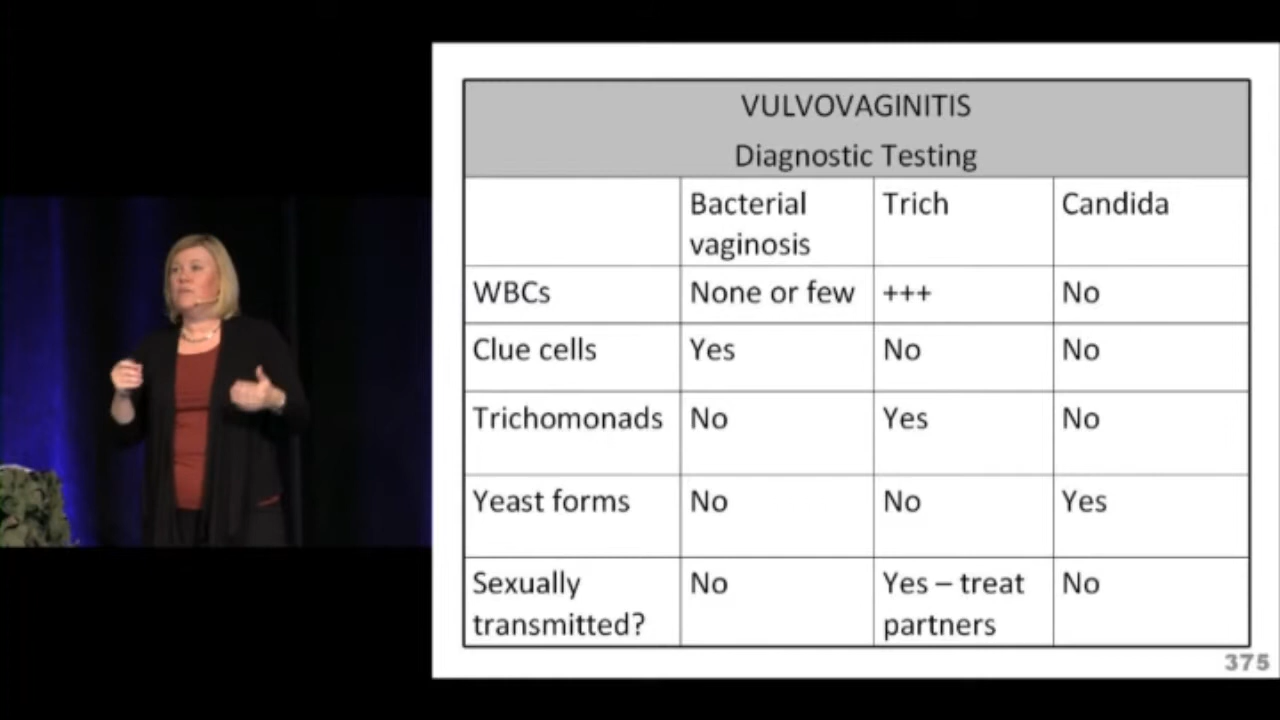 VULVOVAGINITIS
Diagnostic Testing
Bacterial vaginosis Trich Candida
WBCs None or few +++ No
Clue cells Yes No No
Trichomonads No Yes No
Yeast forms No No Yes
Sexually transmitted? No Yes – treat partners No
375